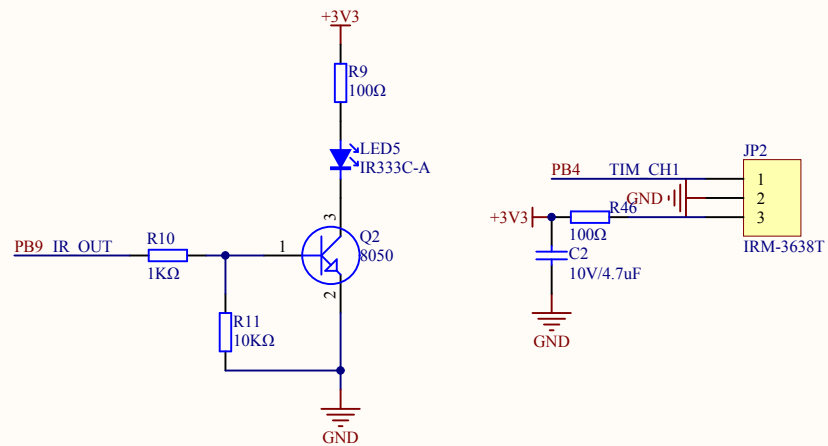 +3V3
R9
100Ω
LED5
IR333C-A
3
Q2
8050
1
2
PB9 IR_OUT
R10
1KΩ
R11
10KΩ
GND
JP2
PB4 TIM_CH1
1
GND
2
+3V3
R46
3
100Ω
IRM-3638T
C2
10V/4.7uF
GND